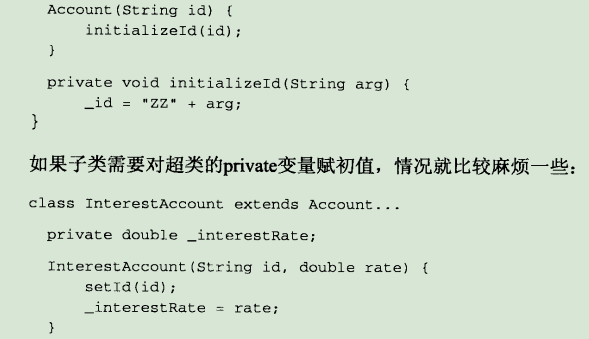 Account(String id) {
initializeId(id);
}
private void initializeId(String arg) {
_id = "ZZ" + arg;
}
如果子类需要对超类的private变量赋初值，情况就比较麻烦一些：
class InterestAccount extends Account...
private double _interestRate;
InterestAccount(String id, double rate) {
setId(id);
_interestRate = rate;
}